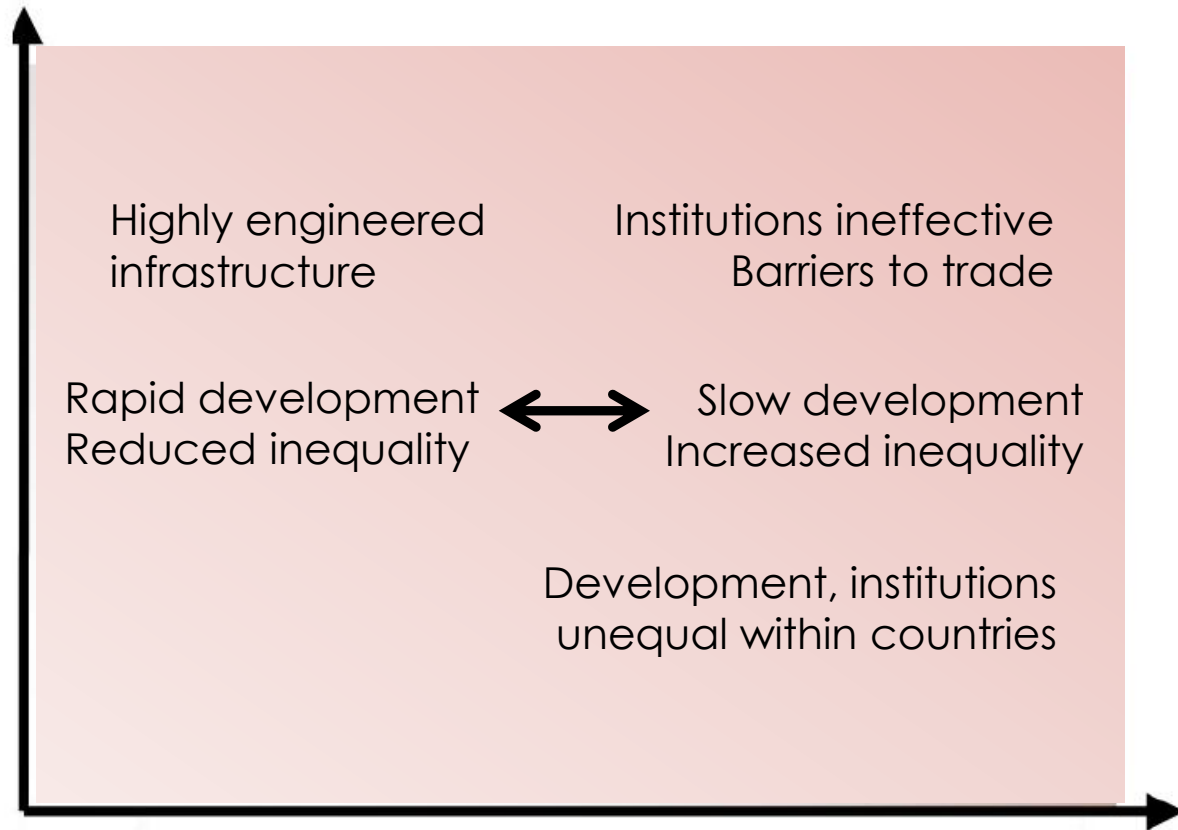 Highly engineered
infrastructure
Institutions ineffective
Barriers to trade
Rapid development
Reduced inequality
Slow development
Increased inequality
Development, institutions
unequal within countries